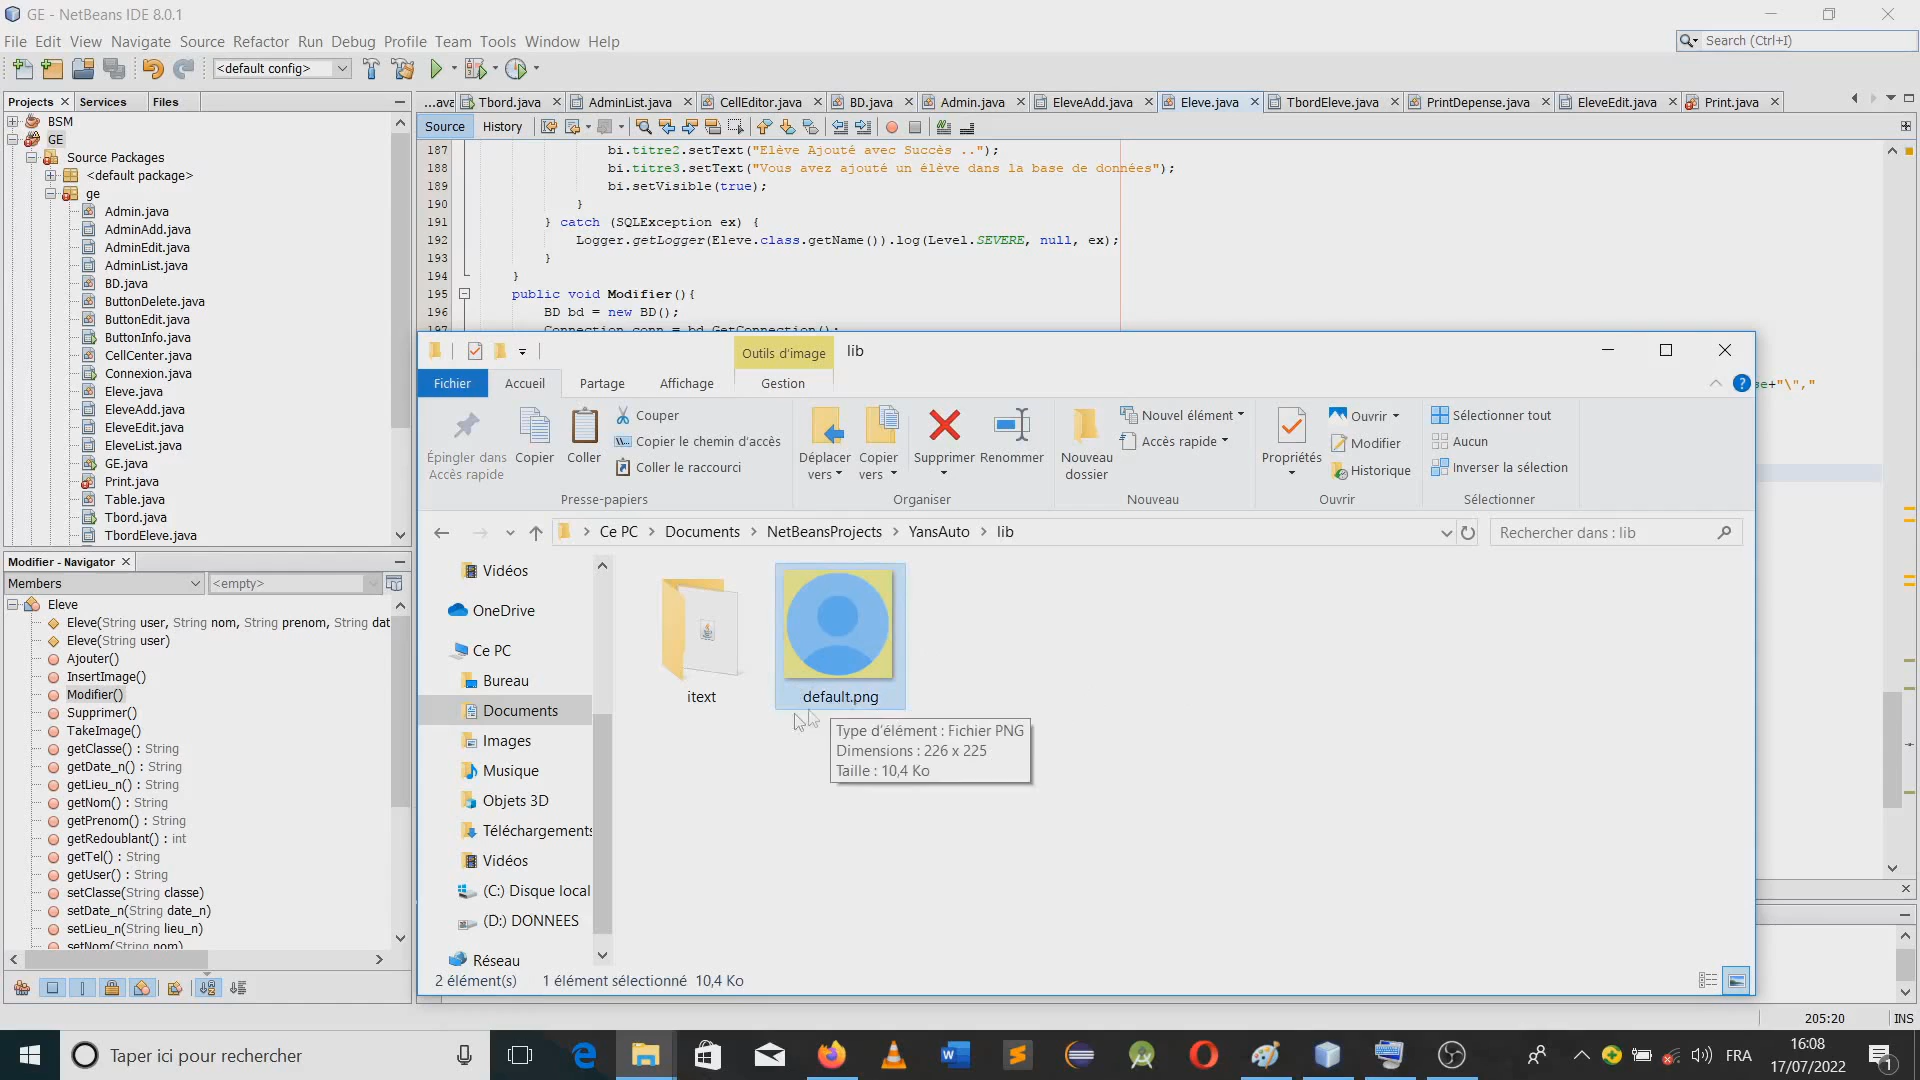 GE - NetBeans IDE 8.0.1
File Edit View Navigate Source Refactor Run Debug Profile Team Tools Window Help
Search (Ctrl+I)
<default config>
Projects Services Files
BSM
GE
Source Packages
<default package>
ge
Admin.java
AdminAdd.java
AdminEdit.java
AdminList.java
BD.java
ButtonDelete.java
ButtonEdit.java
ButtonInfo.java
CellCenter.java
Connexion.java
Eleve.java
EleveAdd.java
EleveEdit.java
EleveList.java
GE.java
Print.java
Table.java
Tbord.java
TbordEleve.java
Modifier - Navigator
Members <empty>
Eleve
Eleve(String user, String nom, String prenom, String dat
Eleve(String user)
Ajouter()
InsertImage()
Modifier()
Supprimer()
TakeImage()
getClasse() : String
getDate_n() : String
getLieu_n() : String
getNom() : String
getPrenom() : String
getRedoublant() : int
getTel() : String
getUser() : String
setClasse(String classe)
setDate_n(String date_n)
setLieu_n(String lieu_n)
setNom(String nom)
...ava Tbord.java AdminList.java CellEditor.java BD.java Admin.java EleveAdd.java Eleve.java TbordEleve.java PrintDepense.java EleveEdit.java Print.java
Source History
187 bi.titre2.setText("Elève Ajouté avec Succès ..");
188 bi.titre3.setText("Vous avez ajouté un élève dans la base de données");
189 bi.setVisible(true);
190 }
191 } catch (SQLException ex) {
192 Logger.getLogger(Eleve.class.getName()).log(Level.SEVERE, null, ex);
193 }
194 }
195 public void Modifier(){
196 BD bd = new BD();
197 Connection conn = bd.GetConnection();
se+"\","
Outils d'image lib
Fichier Accueil Partage Affichage Gestion
Épingler dans Accès rapide
Copier
Coller
Couper
Copier le chemin d'accès
Coller le raccourci
Presse-papiers
Déplacer vers
Copier vers
Supprimer
Renommer
Organiser
Nouveau dossier
Nouvel élément
Accès rapide
Nouveau
Propriétés
Ouvrir
Modifier
Historique
Ouvrir
Sélectionner tout
Aucun
Inverser la sélection
Sélectionner
Ce PC > Documents > NetBeansProjects > YansAuto > lib
Rechercher dans : lib
Vidéos
OneDrive
Ce PC
Bureau
Documents
Images
Musique
Objets 3D
Téléchargements
Vidéos
(C:) Disque local
(D:) DONNEES
Réseau
itext
default.png
Type d'élément : Fichier PNG
Dimensions : 226 x 225
Taille : 10,4 Ko
2 élément(s) 1 élément sélectionné 10,4 Ko
205:20 INS
Taper ici pour rechercher
FRA
16:08
17/07/2022
1